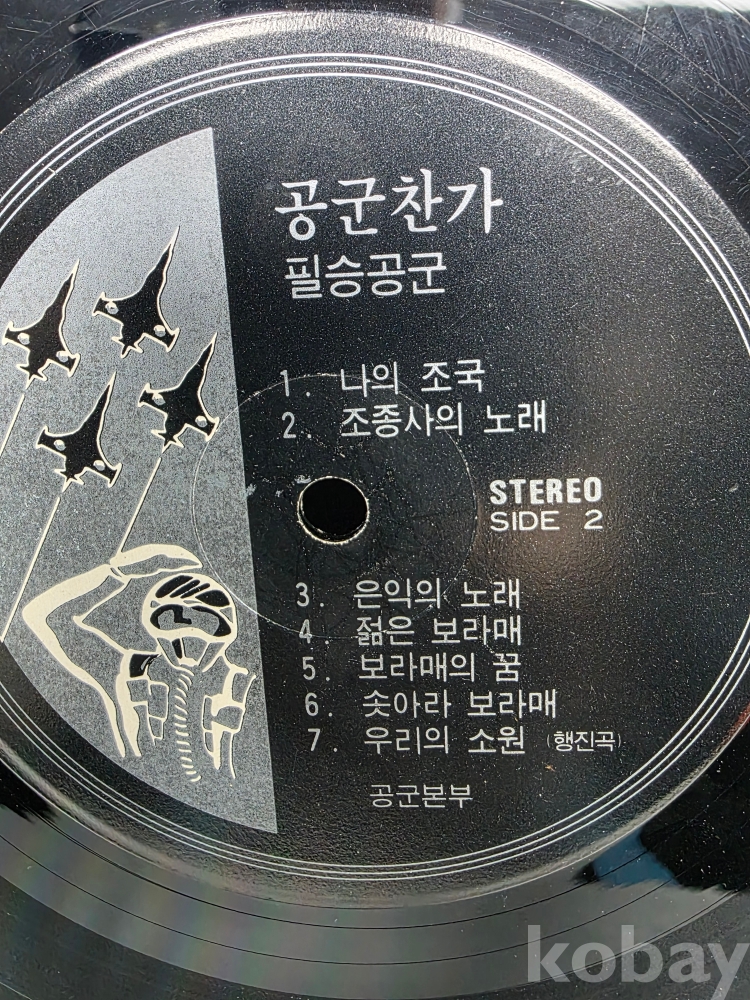 공군찬가
필승공군
1. 나의 조국
2. 조종사의 노래
STEREO
SIDE 2
3. 은익의 노래
4 젊은 보라매
5. 보라매의 꿈
6. 솟아라 보라매
7. 우리의 소원 (행진곡)
공군본부
kobay